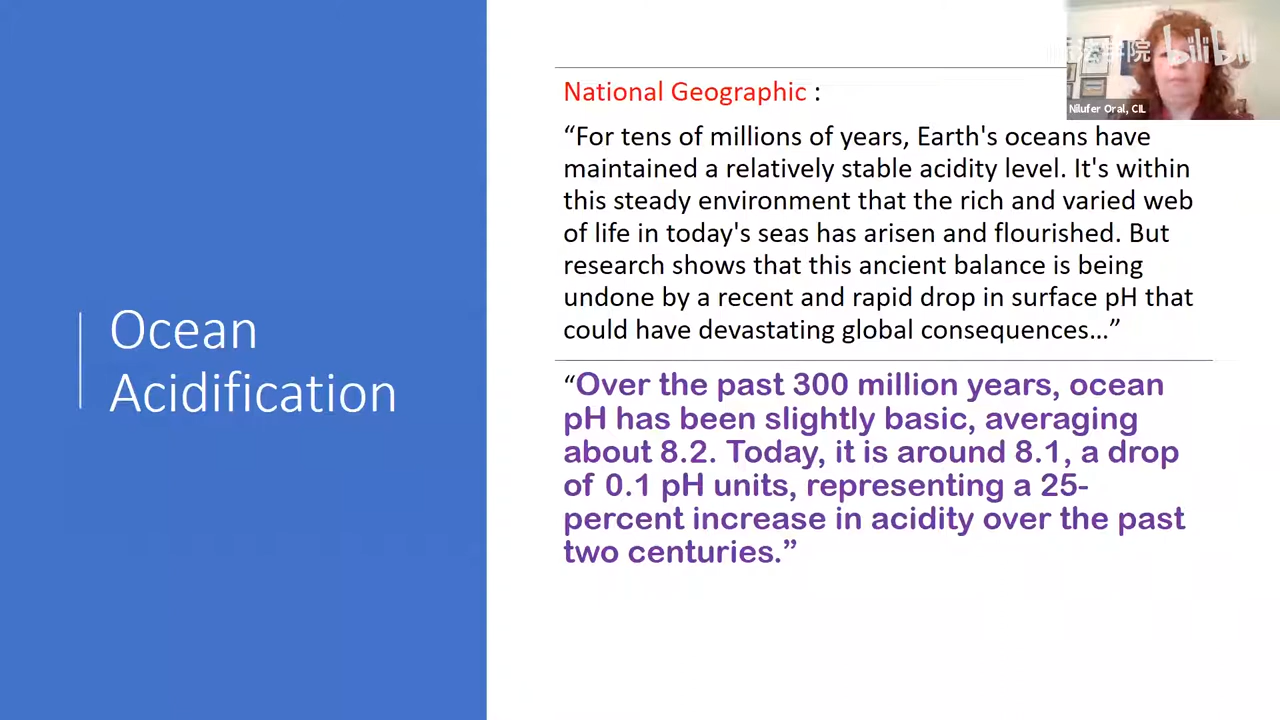 Ocean
Acidification
National Geographic :
“For tens of millions of years, Earth's oceans have
maintained a relatively stable acidity level. It's within
this steady environment that the rich and varied web
of life in today's seas has arisen and flourished. But
research shows that this ancient balance is being
undone by a recent and rapid drop in surface pH that
could have devastating global consequences…”
“Over the past 300 million years, ocean
pH has been slightly basic, averaging
about 8.2. Today, it is around 8.1, a drop
of 0.1 pH units, representing a 25-
percent increase in acidity over the past
two centuries.”
bilibili
Nilufer Oral, CIL